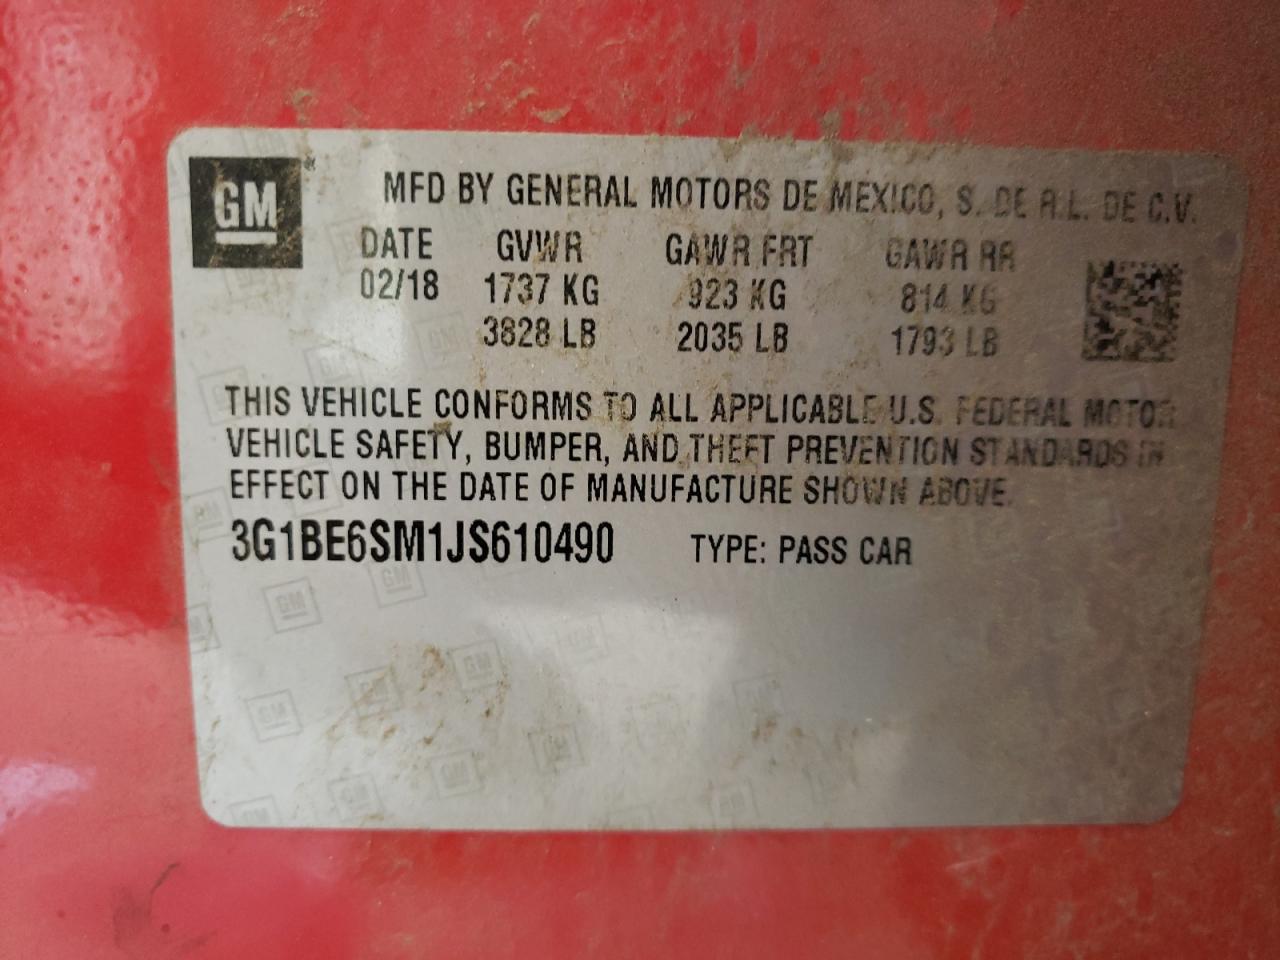 GM
MFD BY GENERAL MOTORS DE MEXICO, S. DE R.L. DE C.V.
DATE GVWR GAWR FRT GAWR RR
02/18 1737 KG 923 KG 814 KG
3828 LB 2035 LB 1793 LB
THIS VEHICLE CONFORMS TO ALL APPLICABLE U.S. FEDERAL MOTOR
VEHICLE SAFETY, BUMPER, AND THEFT PREVENTION STANDARDS IN
EFFECT ON THE DATE OF MANUFACTURE SHOWN ABOVE.
3G1BE6SM1JS610490 TYPE: PASS CAR